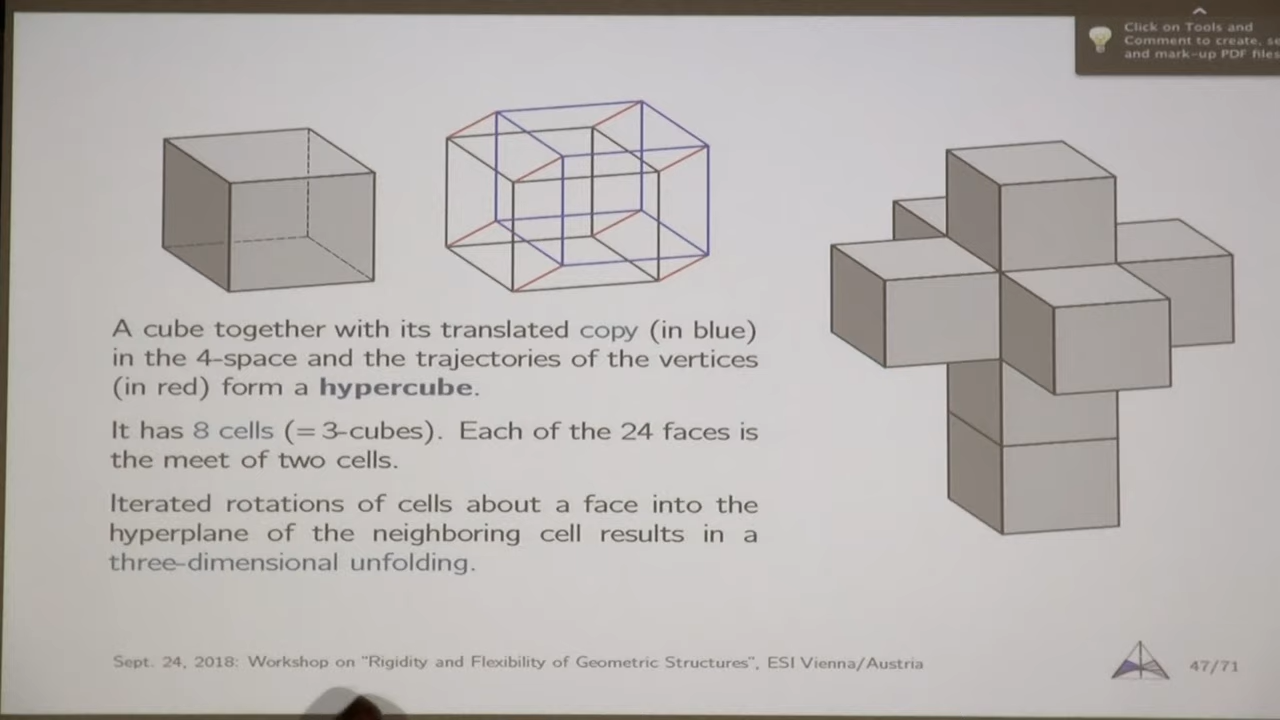 Click on Tools and
Comment to create,
and mark-up PDF files
A cube together with its translated copy (in blue)
in the 4-space and the trajectories of the vertices
(in red) form a hypercube.
It has 8 cells (= 3-cubes). Each of the 24 faces is
the meet of two cells.
Iterated rotations of cells about a face into the
hyperplane of the neighboring cell results in a
three-dimensional unfolding.
Sept. 24, 2018: Workshop on "Rigidity and Flexibility of Geometric Structures", ESI Vienna/Austria
47/71